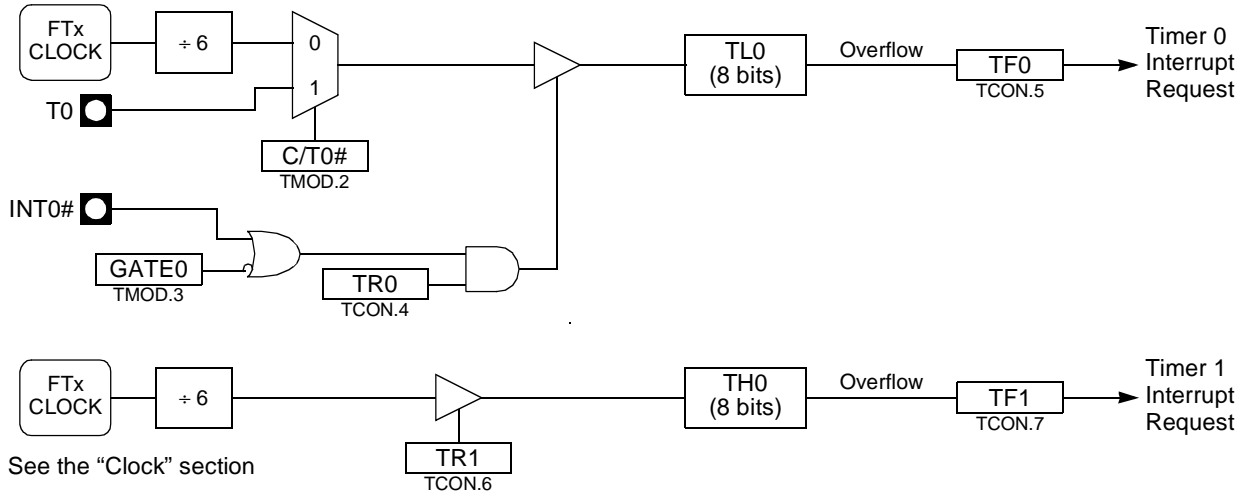 FTx
CLOCK
÷ 6
0
1
T0
C/T0#
TMOD.2
TL0
(8 bits)
Overflow
TF0
TCON.5
Timer 0
Interrupt
Request
INT0#
GATE0
TMOD.3
TR0
TCON.4
FTx
CLOCK
÷ 6
TR1
TCON.6
TH0
(8 bits)
Overflow
TF1
TCON.7
Timer 1
Interrupt
Request
See the “Clock” section